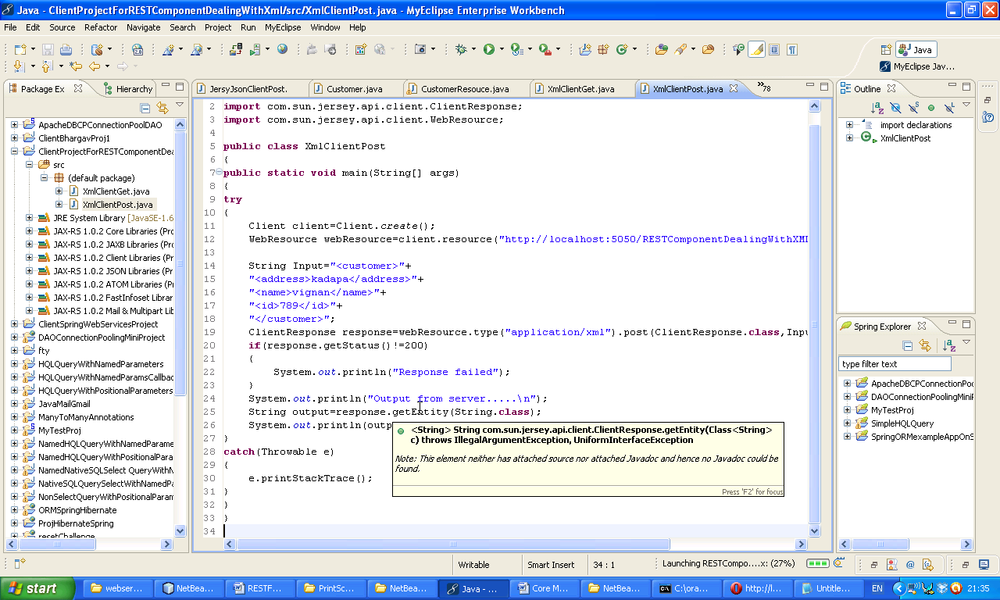 Java - ClientProjectForRESTComponentDealingWithXml/src/XmlClientPost.java - MyEclipse Enterprise Workbench
File Edit Source Refactor Navigate Search Project Run MyEclipse Window Help
Java
MyEclipse Jav...
Package Ex
Hierarchy
ApacheDBCPConnectionPoolDAO
ClientBhargavProj1
ClientProjectForRESTComponentDea
src
(default package)
XmlClientGet.java
XmlClientPost.java
JRE System Library [JavaSE-1.6
JAX-RS 1.0.2 Core Libraries (Pro
JAX-RS 1.0.2 JAXB Libraries (Pr
JAX-RS 1.0.2 Client Libraries (Pr
JAX-RS 1.0.2 JSON Libraries (Pr
JAX-RS 1.0.2 ATOM Libraries (Pr
JAX-RS 1.0.2 FastInfoset Librar
JAX-RS 1.0.2 Mail & Multipart Lib
ClientSpringWebServicesProject
DAOConnectionPoolingMiniProject
fty
HQLQueryWithNamedParameters
HQLQueryWithNamedParamsCallbac
HQLQueryWithPositionalParameters
JavaMailGmail
ManyToManyAnnotations
MyTestProj
NamedHQLQueryWithNamedParame
NamedHQLQueryWithPositionalPara
NamedNativeSQLSelect QueryWithN
NativeSQLQuerySelectWithNamedPa
NonSelectQueryWithPositionalParam
ORMSpringHibernate
ProjHibernateSpring
resetChallenge
JersyJsonClientPost.
Customer.java
CustomerResouce.java
XmlClientGet.java
XmlClientPost.java
78
2 import com.sun.jersey.api.client.ClientResponse;
3 import com.sun.jersey.api.client.WebResource;
4
5 public class XmlClientPost
6 {
7 public static void main(String[] args)
8 {
9 try
10 {
11 Client client=Client.create();
12 WebResource webResource=client.resource("http://localhost:5050/RESTComponentDealingWithXML
13
14 String Input="<customer>"+
15 "<address>kadapa</address>"+
16 "<name>vignan</name>"+
17 "<id>789</id>"+
18 "</customer>";
19 ClientResponse response=webResource.type("application/xml").post(ClientResponse.class,Inpu
20 if(response.getStatus()!=200)
21 {
22 System.out.println("Response failed");
23 }
24 System.out.println("Output from server.....\n");
25 String output=response.getEntity(String.class);
26 System.out.println(outp
27 }
28 catch(Throwable e)
29 {
30 e.printStackTrace();
31 }
32 }
33 }
34
<String> String com.sun.jersey.api.client.ClientResponse.getEntity(Class<String>
c) throws IllegalArgumentException, UniformInterfaceException
Note: This element neither has attached source nor attached Javadoc and hence no Javadoc could be
found.
Press 'F2' for focus
Outline
import declarations
XmlClientPost
Spring Explorer
type filter text
ApacheDBCPConnectionPo
DAOConnectionPoolingMini
MyTestProj
SimpleHQLQuery
SpringORMexampleAppOnS
Writable
Smart Insert
34 : 1
Launching RESTCompo....x: (27%)
start
webser...
NetBea...
RESTF...
PrintSc...
NetBea...
Java - ...
Core M...
NetBea...
C:\ora...
http://l...
Untitle...
EN
21:35